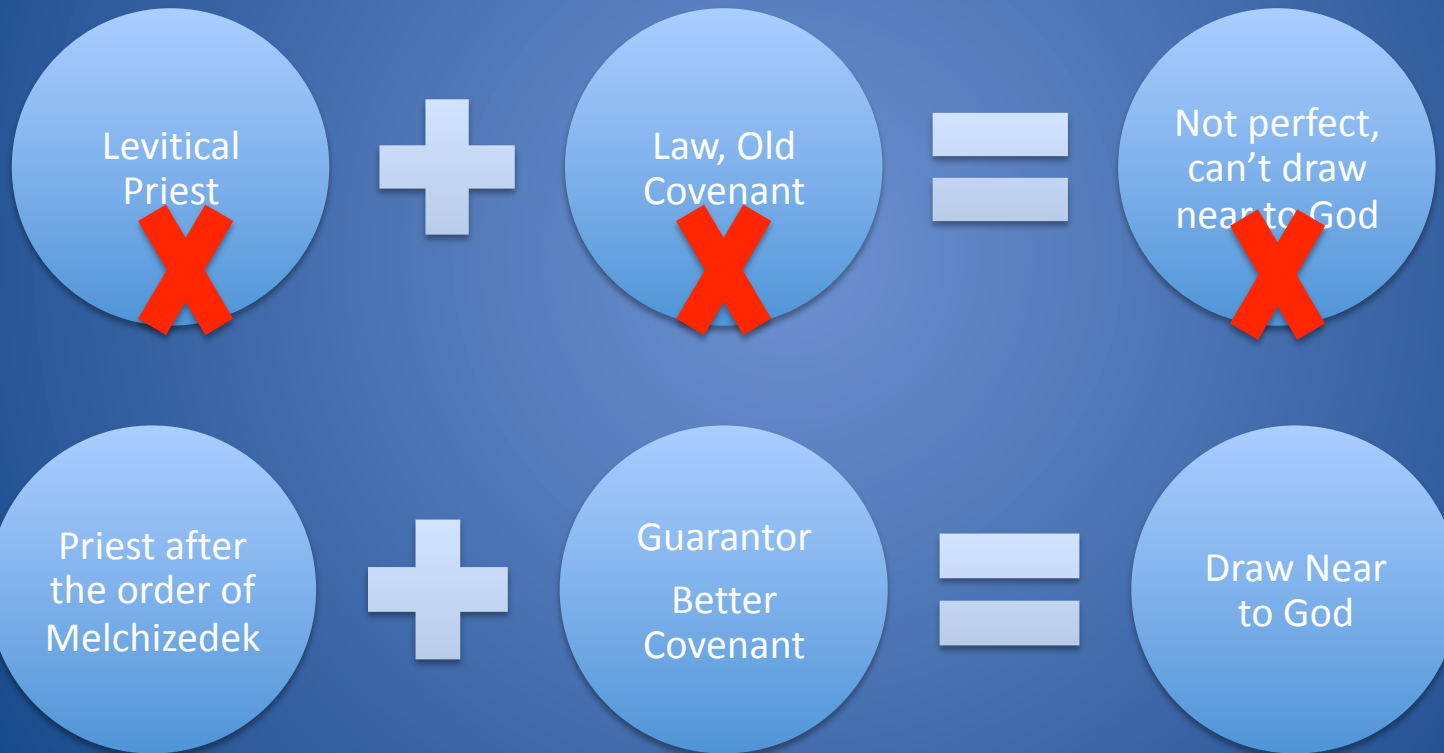 Levitical
Priest
Law, Old
Covenant
Not perfect,
can’t draw
near to God
Priest after
the order of
Melchizedek
Guarantor
Better
Covenant
Draw Near
to God